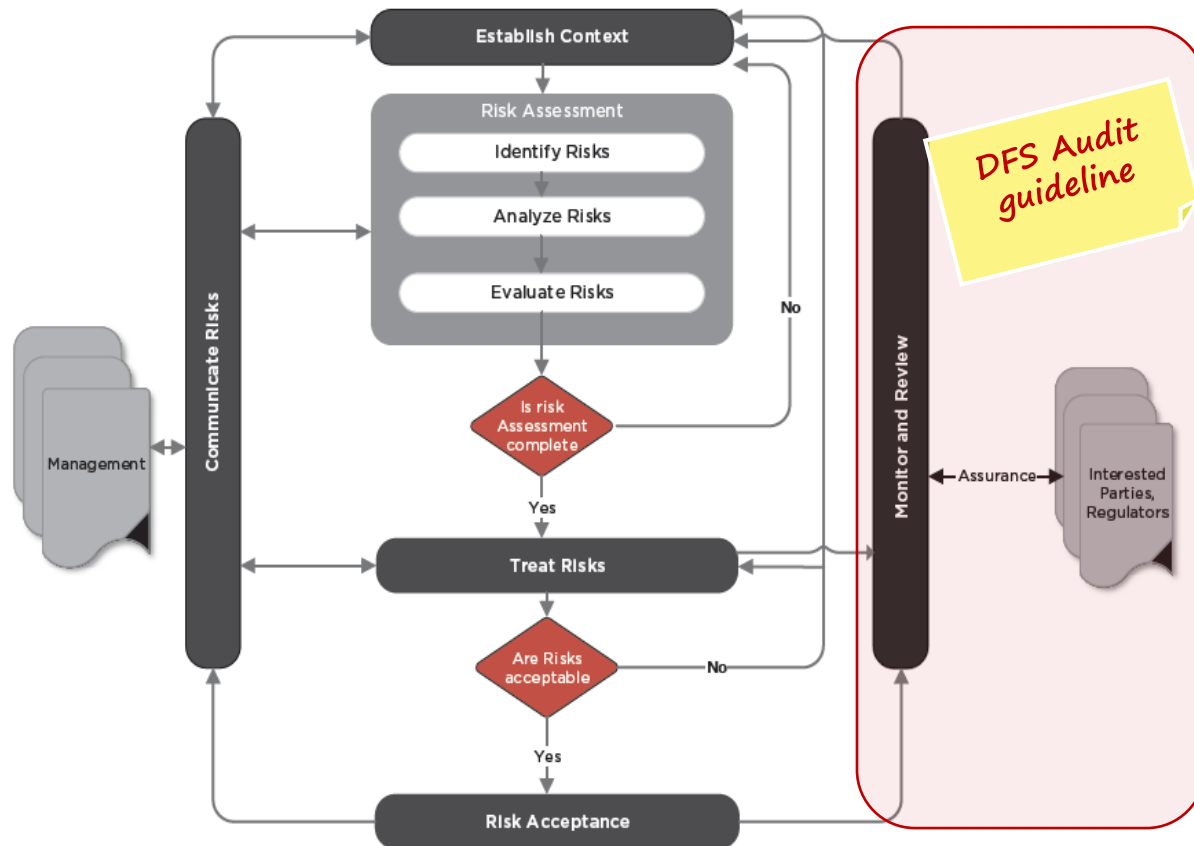 Establish Context
Risk Assessment
Identify Risks
Analyze Risks
Evaluate Risks
No
Is risk
Assessment
complete
Yes
Treat Risks
Are Risks
acceptable
No
Yes
Risk Acceptance
Communicate Risks
Management
Monitor and Review
Assurance
Interested
Parties,
Regulators
DFS Audit
guideline